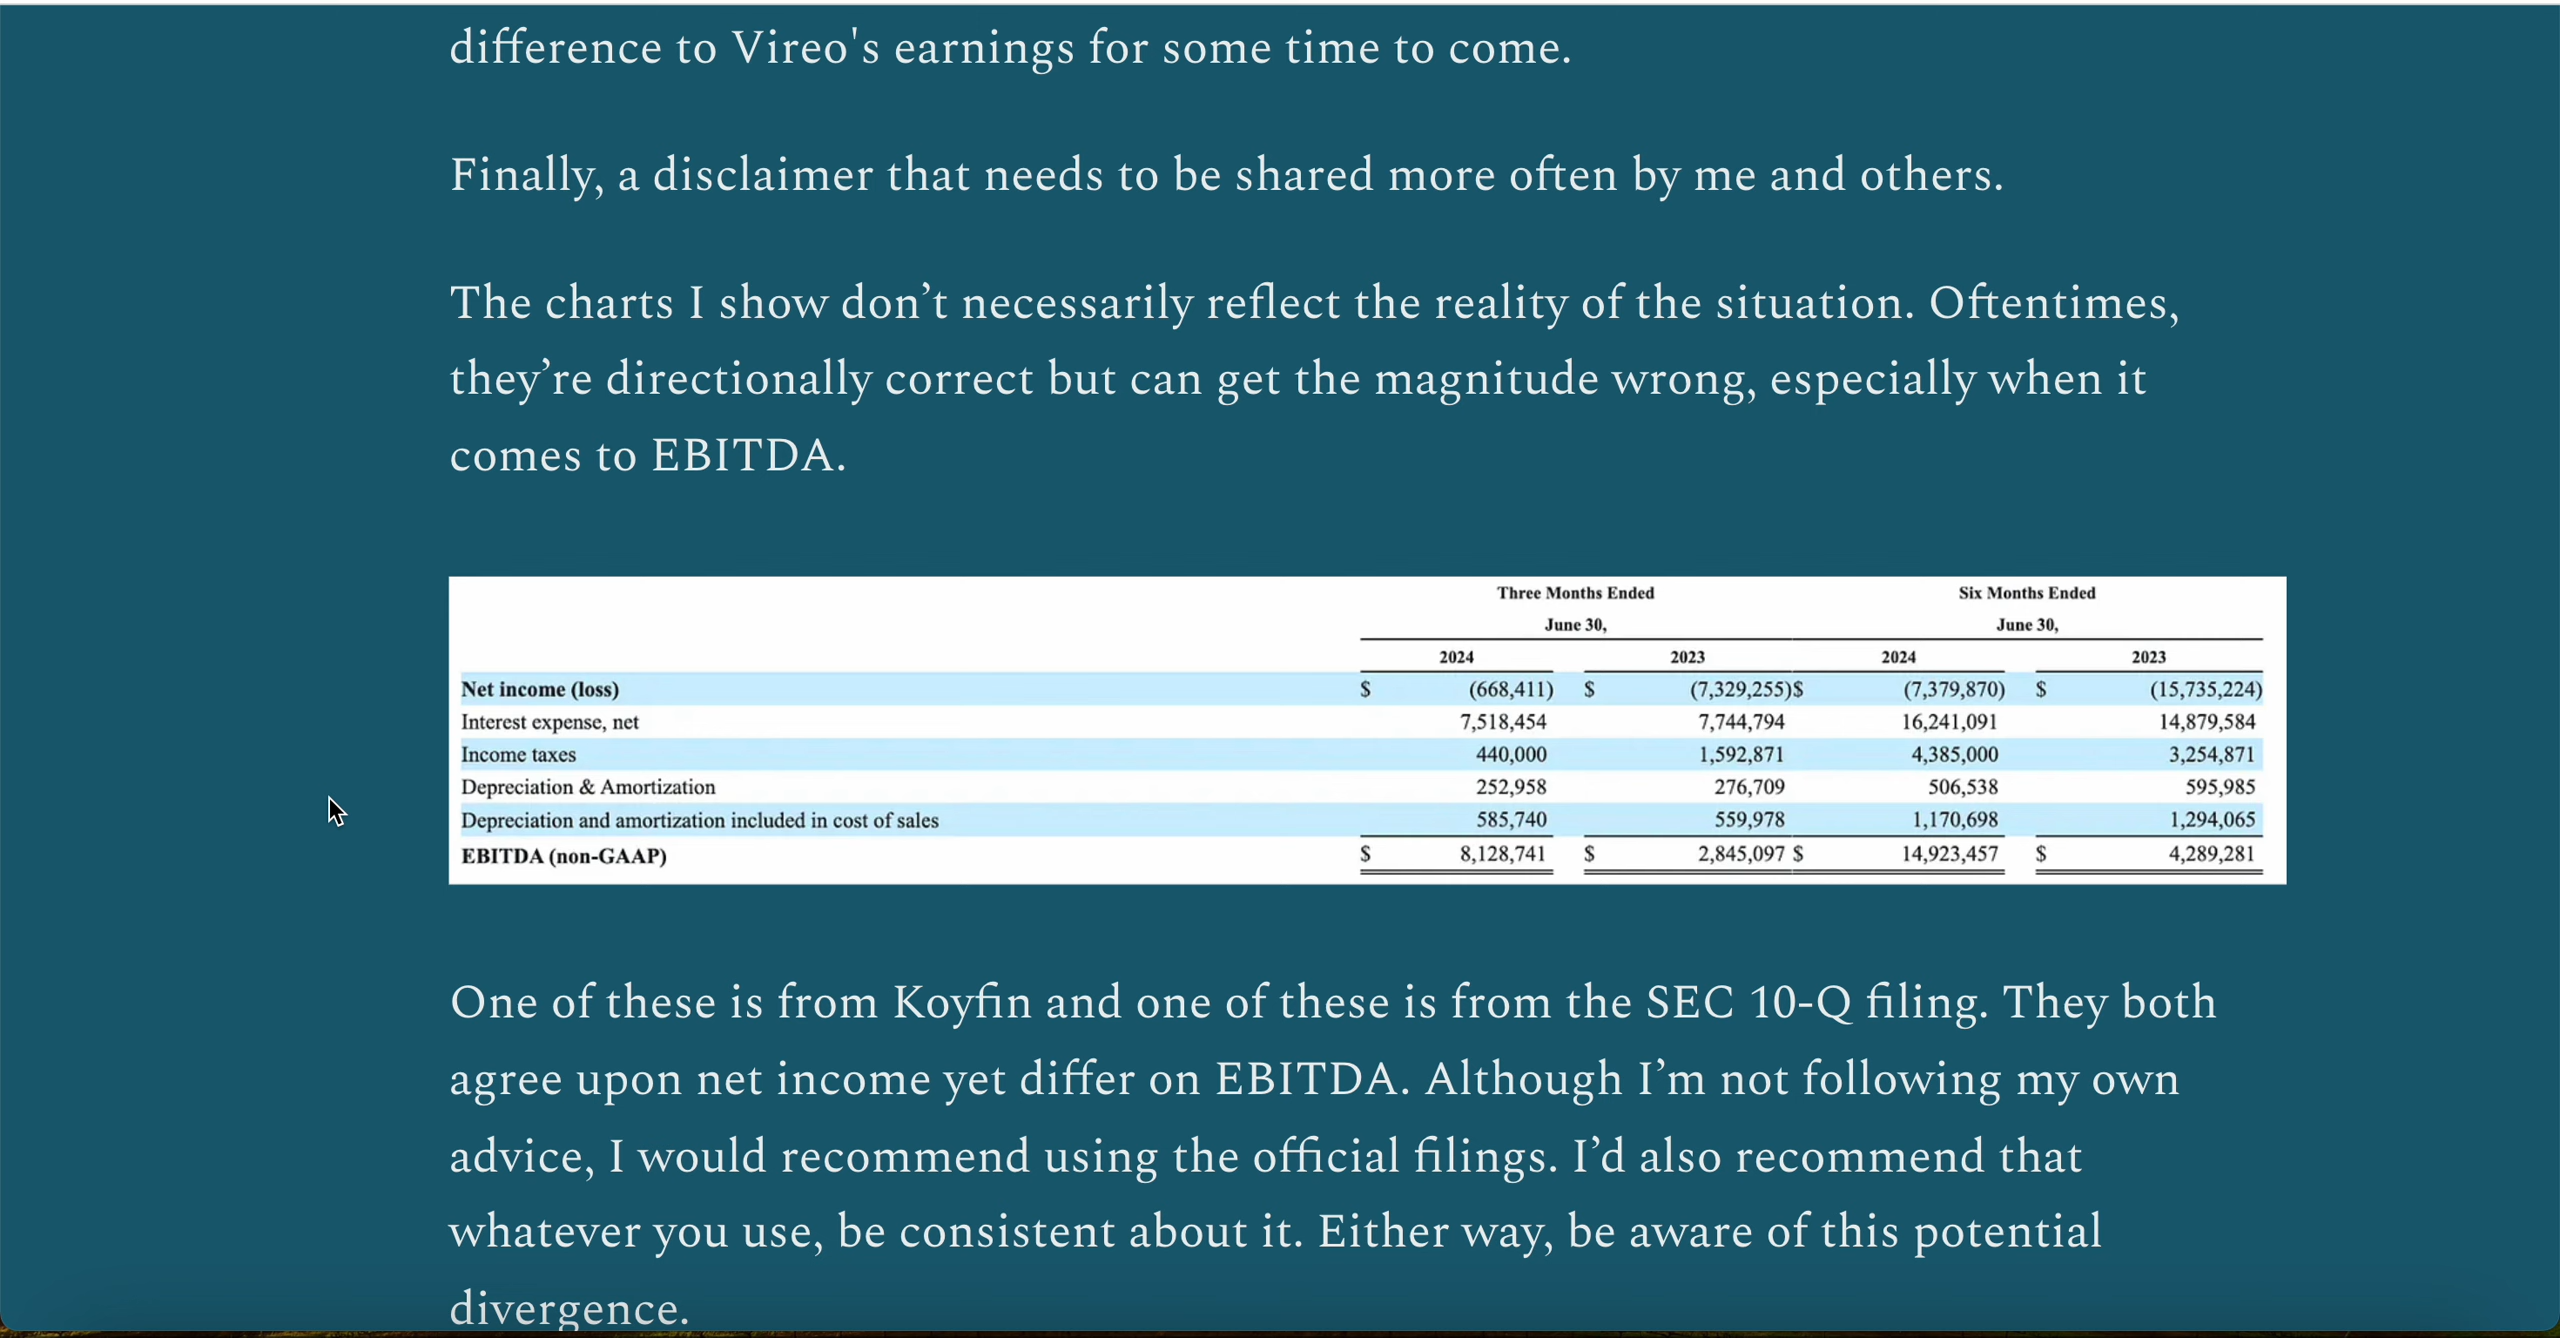 difference to Vireo's earnings for some time to come.
Finally, a disclaimer that needs to be shared more often by me and others.
The charts I show don’t necessarily reflect the reality of the situation. Oftentimes,
they’re directionally correct but can get the magnitude wrong, especially when it
comes to EBITDA.
Three Months Ended Six Months Ended
June 30, June 30,
2024 2023 2024 2023
Net income (loss) $ (668,411) $ (7,329,255) $ (7,379,870) $ (15,735,224)
Interest expense, net 7,518,454 7,744,794 16,241,091 14,879,584
Income taxes 440,000 1,592,871 4,385,000 3,254,871
Depreciation & Amortization 252,958 276,709 506,538 595,985
Depreciation and amortization included in cost of sales 585,740 559,978 1,170,698 1,294,065
EBITDA (non-GAAP) $ 8,128,741 $ 2,845,097 $ 14,923,457 $ 4,289,281
One of these is from Koyfin and one of these is from the SEC 10-Q filing. They both
agree upon net income yet differ on EBITDA. Although I’m not following my own
advice, I would recommend using the official filings. I’d also recommend that
whatever you use, be consistent about it. Either way, be aware of this potential
divergence.